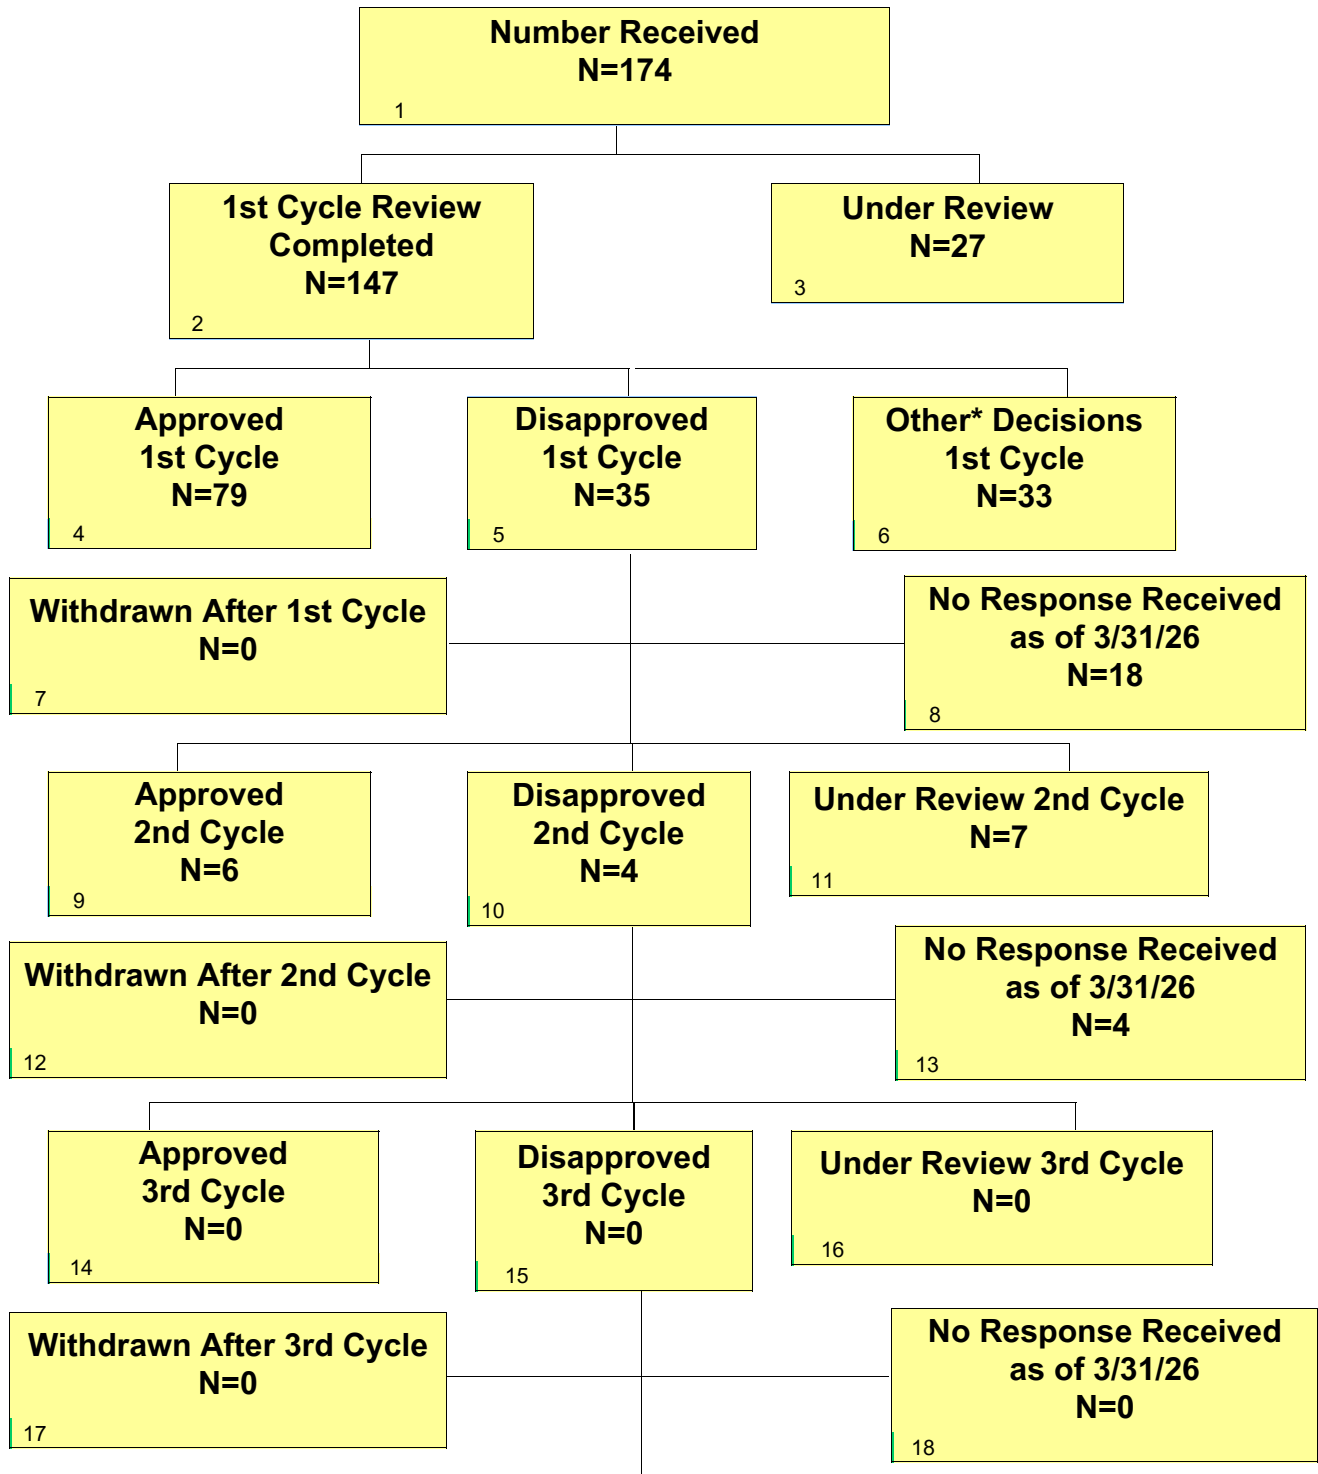 Number Received
N=174
1
1st Cycle Review
Completed
N=147
2
Under Review
N=27
3
Approved
1st Cycle
N=79
4
Disapproved
1st Cycle
N=35
5
Other* Decisions
1st Cycle
N=33
6
Withdrawn After 1st Cycle
N=0
7
No Response Received
as of 3/31/26
N=18
8
Approved
2nd Cycle
N=6
9
Disapproved
2nd Cycle
N=4
10
Under Review 2nd Cycle
N=7
11
Withdrawn After 2nd Cycle
N=0
12
No Response Received
as of 3/31/26
N=4
13
Approved
3rd Cycle
N=0
14
Disapproved
3rd Cycle
N=0
15
Under Review 3rd Cycle
N=0
16
Withdrawn After 3rd Cycle
N=0
17
No Response Received
as of 3/31/26
N=0
18